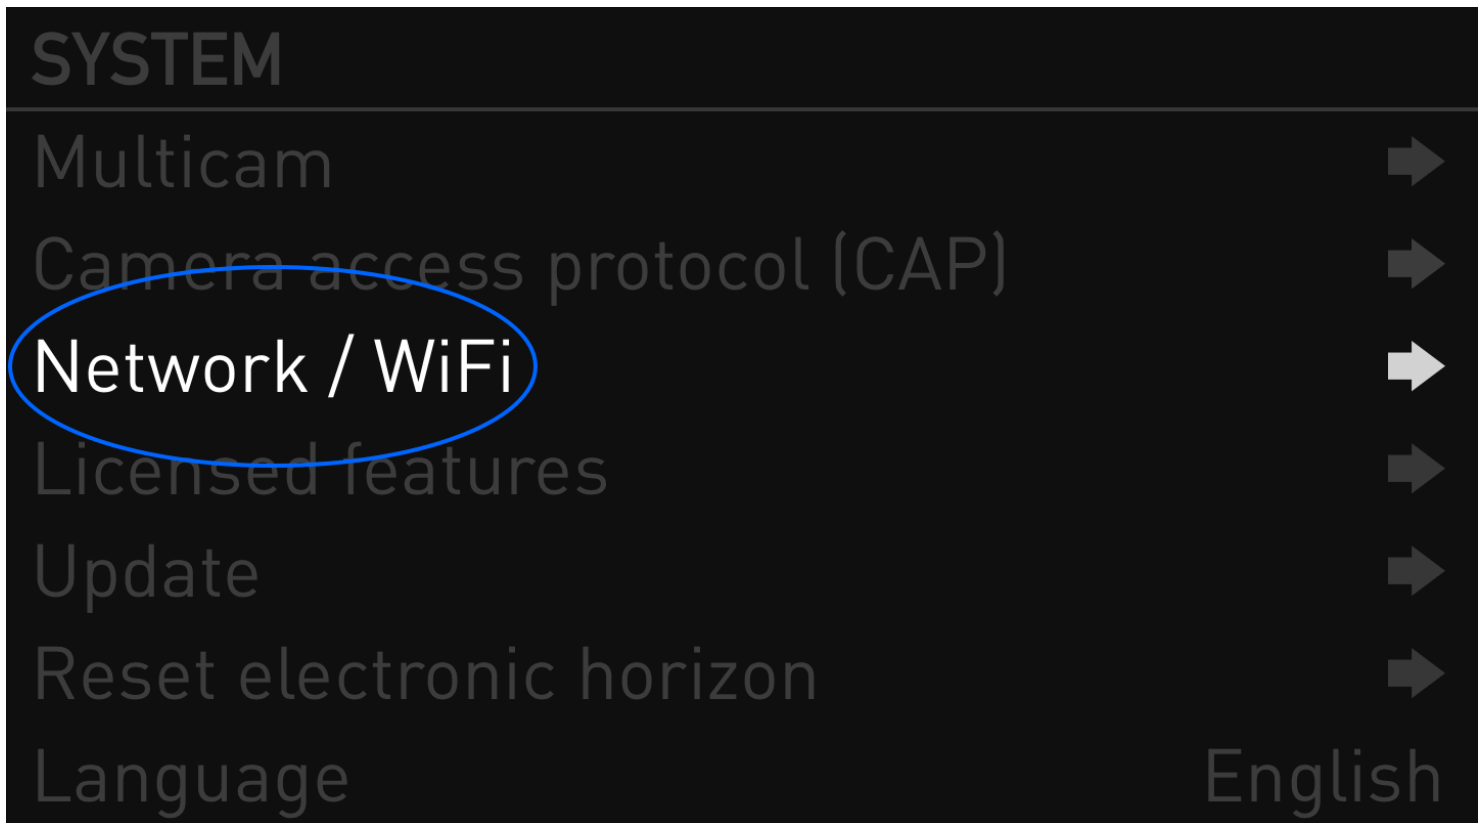 SYSTEM
Multicam
Camera access protocol (CAP)
Network / WiFi
Licensed features
Update
Reset electronic horizon
Language English